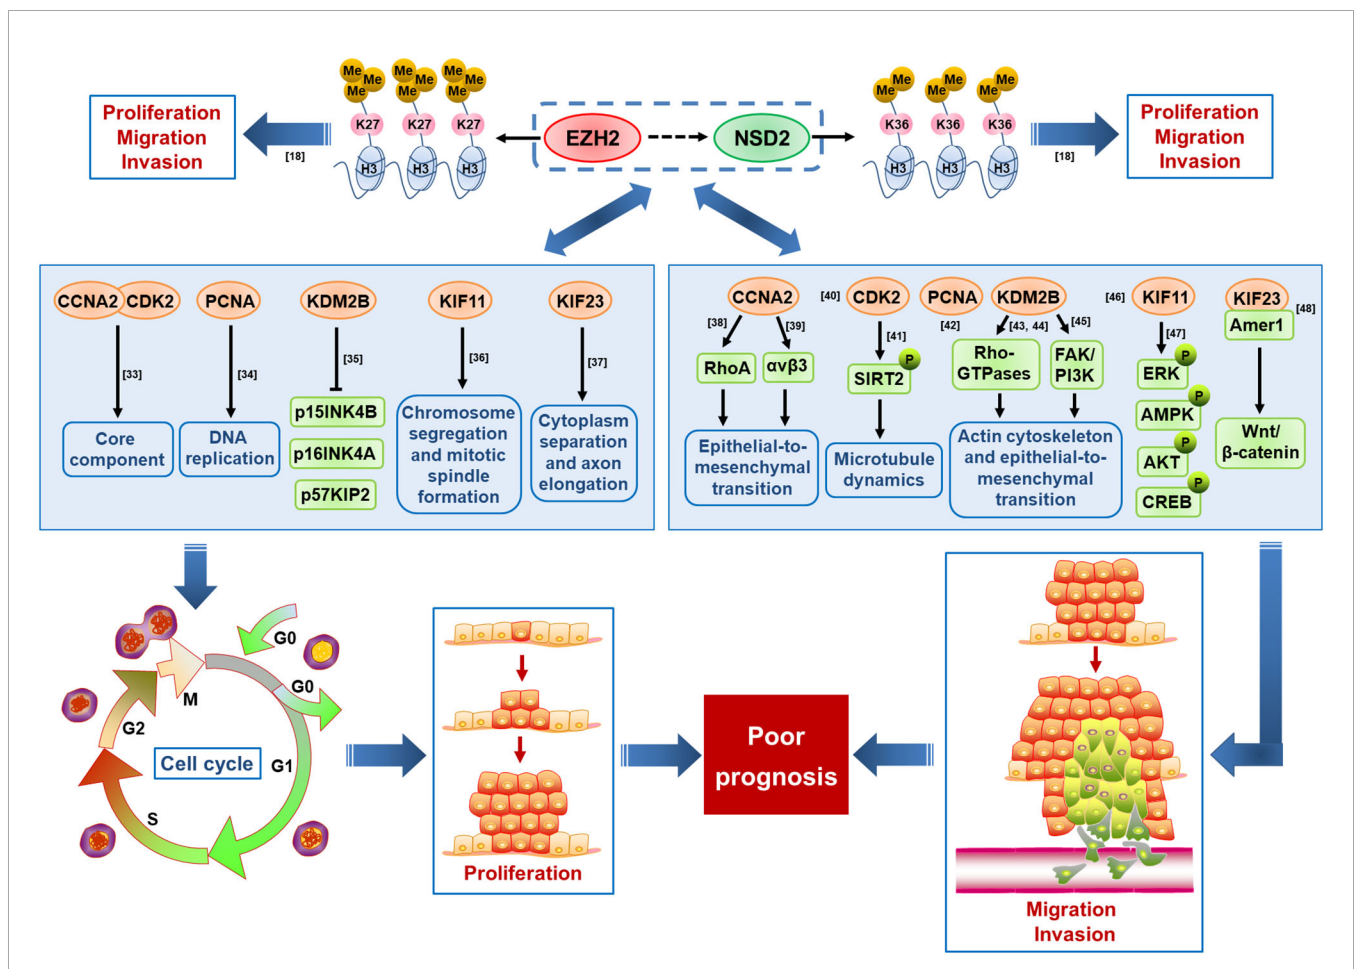 Proliferation
Migration
Invasion
[18]
Me
Me
Me
Me
Me
Me
Me
Me
Me
K27
K27
K27
H3
H3
H3
EZH2
NSD2
Me
Me
Me
Me
Me
Me
K36
K36
K36
H3
H3
H3
[18]
Proliferation
Migration
Invasion
CCNA2
CDK2
PCNA
KDM2B
KIF11
KIF23
[33]
[34]
[35]
[36]
[37]
Core
component
DNA
replication
p15INK4B
p16INK4A
p57KIP2
Chromosome
segregation
and mitotic
spindle
formation
Cytoplasm
separation
and axon
elongation
CCNA2
[38]
[39]
RhoA
αvβ3
Epithelial-to-
mesenchymal
transition
[40]
CDK2
[41]
P
SIRT2
Microtubule
dynamics
PCNA
[42]
KDM2B
[43, 44]
[45]
Rho-
GTPases
FAK/
PI3K
Actin cytoskeleton
and epithelial-to-
mesenchymal
transition
[46]
KIF11
[47]
P
ERK
P
AMPK
P
AKT
P
CREB
KIF23
[48]
Amer1
Wnt/
β-catenin
G0
G0
M
G2
G1
S
Cell cycle
Proliferation
Poor
prognosis
Migration
Invasion